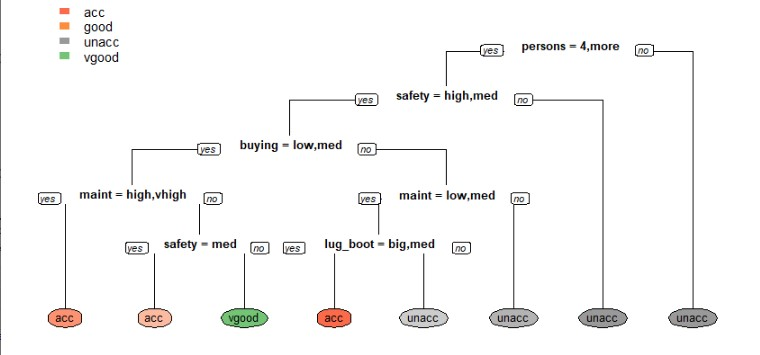 acc
good
unacc
vgood
yes persons = 4,more no
yes safety = high,med no
yes buying = low,med no
yes maint = high,vhigh no yes maint = low,med no
yes safety = med no yes lug_boot = big,med no
acc acc vgood acc unacc unacc unacc unacc